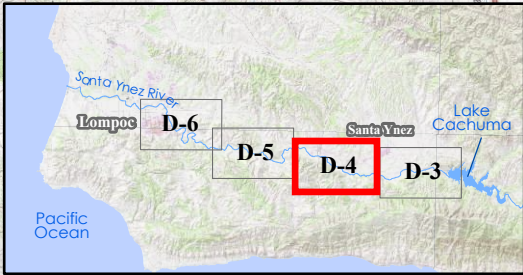 Santa Ynez River
Lompoc
D-6
D-5
Santa Ynez
D-4
D-3
Lake
Cachuma
Pacific
Ocean